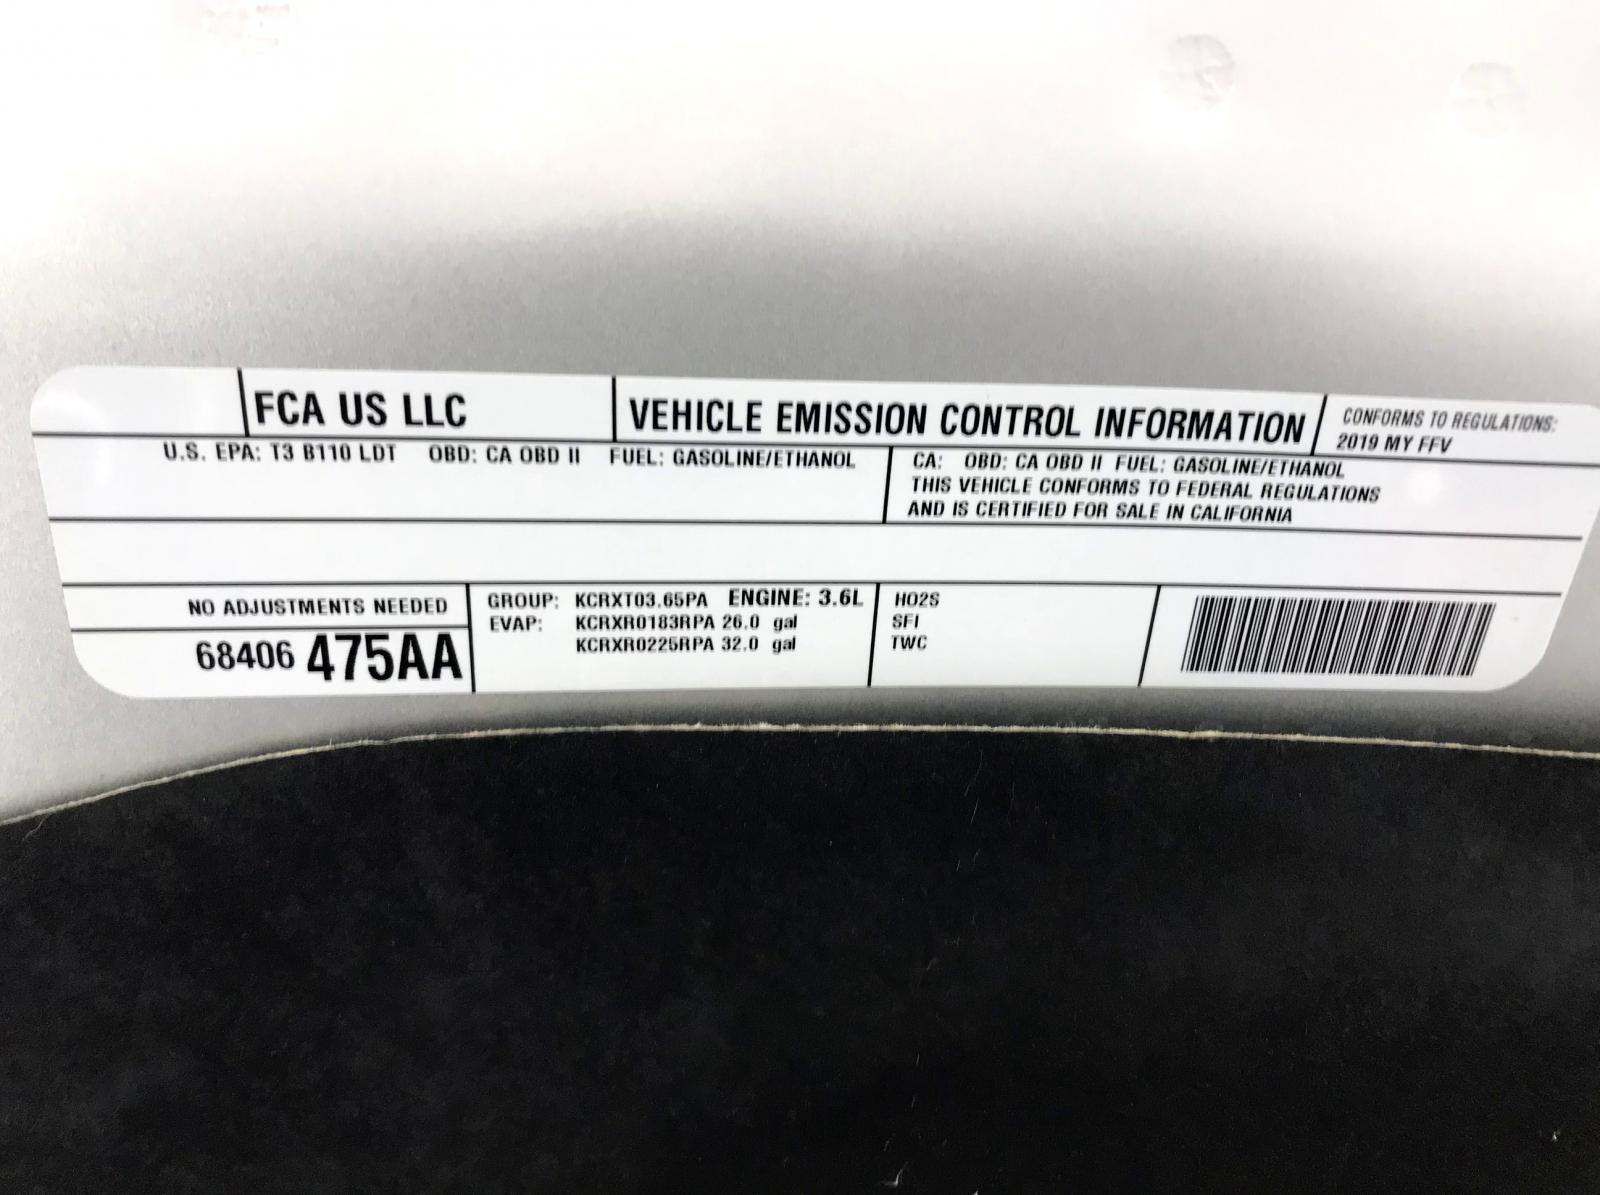 FCA US LLC
VEHICLE EMISSION CONTROL INFORMATION
CONFORMS TO REGULATIONS:
2019 MY FFV
U.S. EPA: T3 B110 LDT OBD: CA OBD II FUEL: GASOLINE/ETHANOL
CA: OBD: CA OBD II FUEL: GASOLINE/ETHANOL
THIS VEHICLE CONFORMS TO FEDERAL REGULATIONS
AND IS CERTIFIED FOR SALE IN CALIFORNIA
NO ADJUSTMENTS NEEDED
68406 475AA
GROUP: KCRXT03.65PA ENGINE: 3.6L
EVAP: KCRXR0183RPA 26.0 gal
KCRXR0225RPA 32.0 gal
HO2S
SFI
TWC